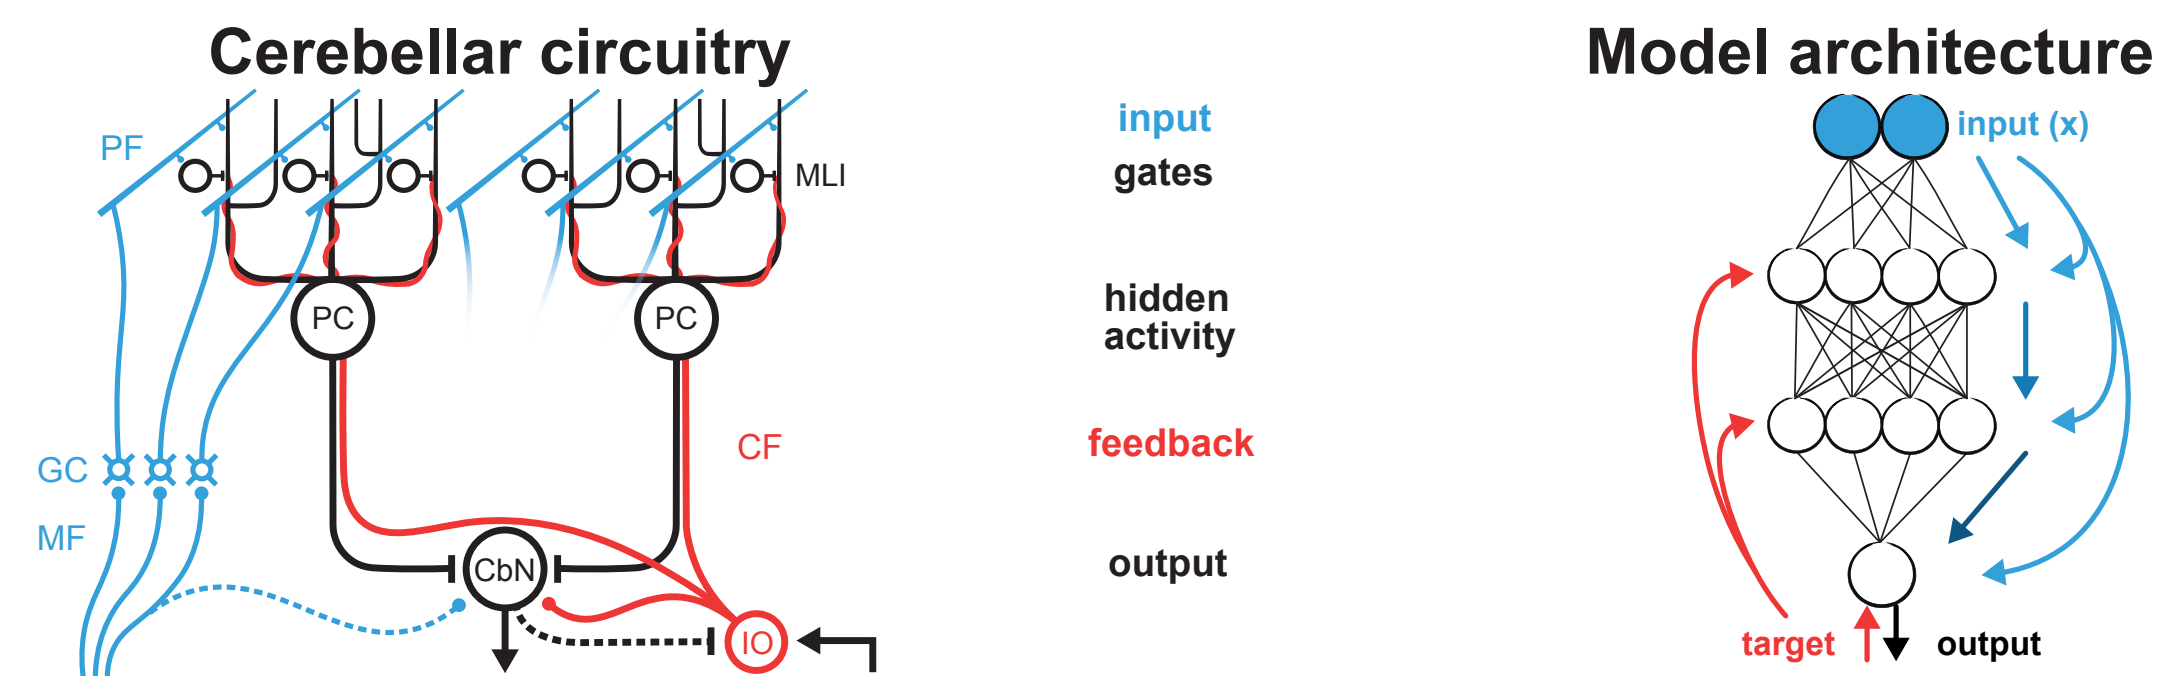 Cerebellar circuitry
PF
MLI
PC
PC
GC
CF
MF
CbN
IO
input
gates
hidden
activity
feedback
output
Model architecture
input (x)
target
output